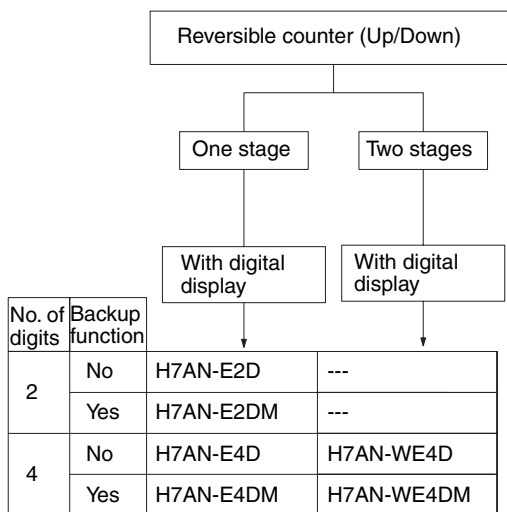 Reversible counter (Up/Down)
One stage
Two stages
With digital
display
With digital
display
No. of
digits
Backup
function
2
No
H7AN-E2D
---
Yes
H7AN-E2DM
---
4
No
H7AN-E4D
H7AN-WE4D
Yes
H7AN-E4DM
H7AN-WE4DM